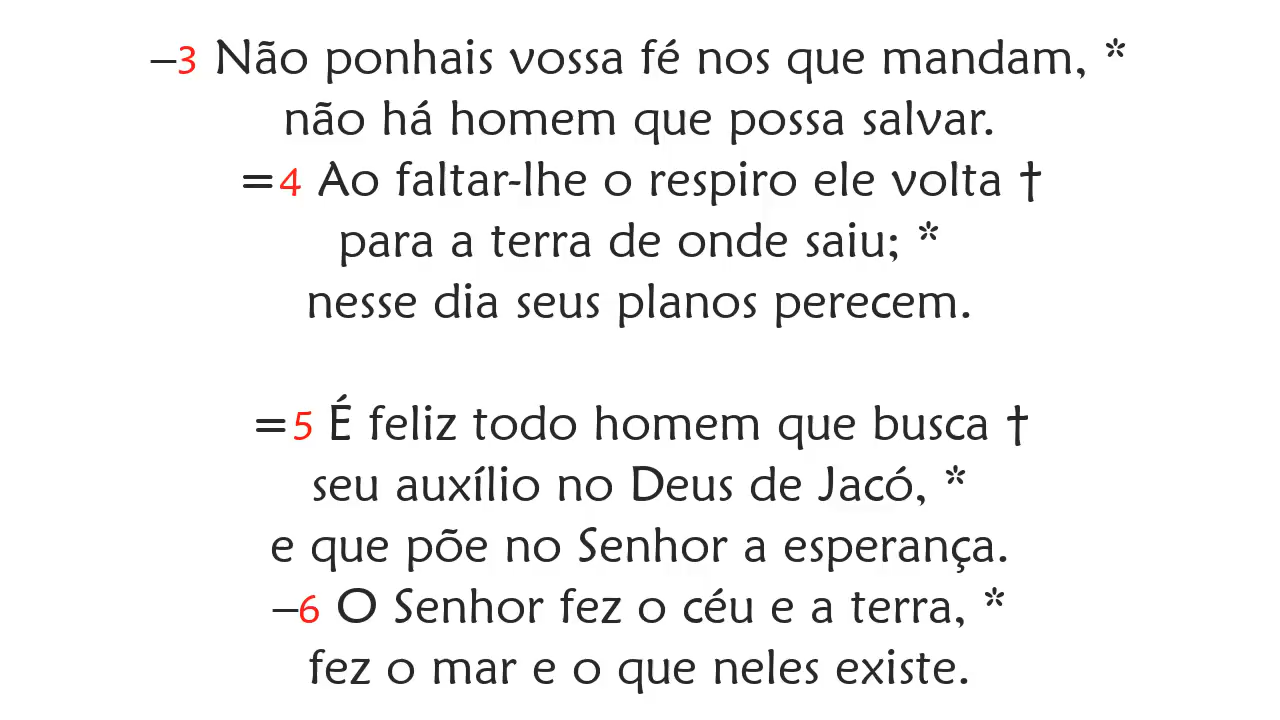 –3 Não ponhais vossa fé nos que mandam, *
não há homem que possa salvar.
=4 Ao faltar-lhe o respiro ele volta †
para a terra de onde saiu; *
nesse dia seus planos perecem.
=5 É feliz todo homem que busca †
seu auxílio no Deus de Jacó, *
e que põe no Senhor a esperança.
–6 O Senhor fez o céu e a terra, *
fez o mar e o que neles existe.